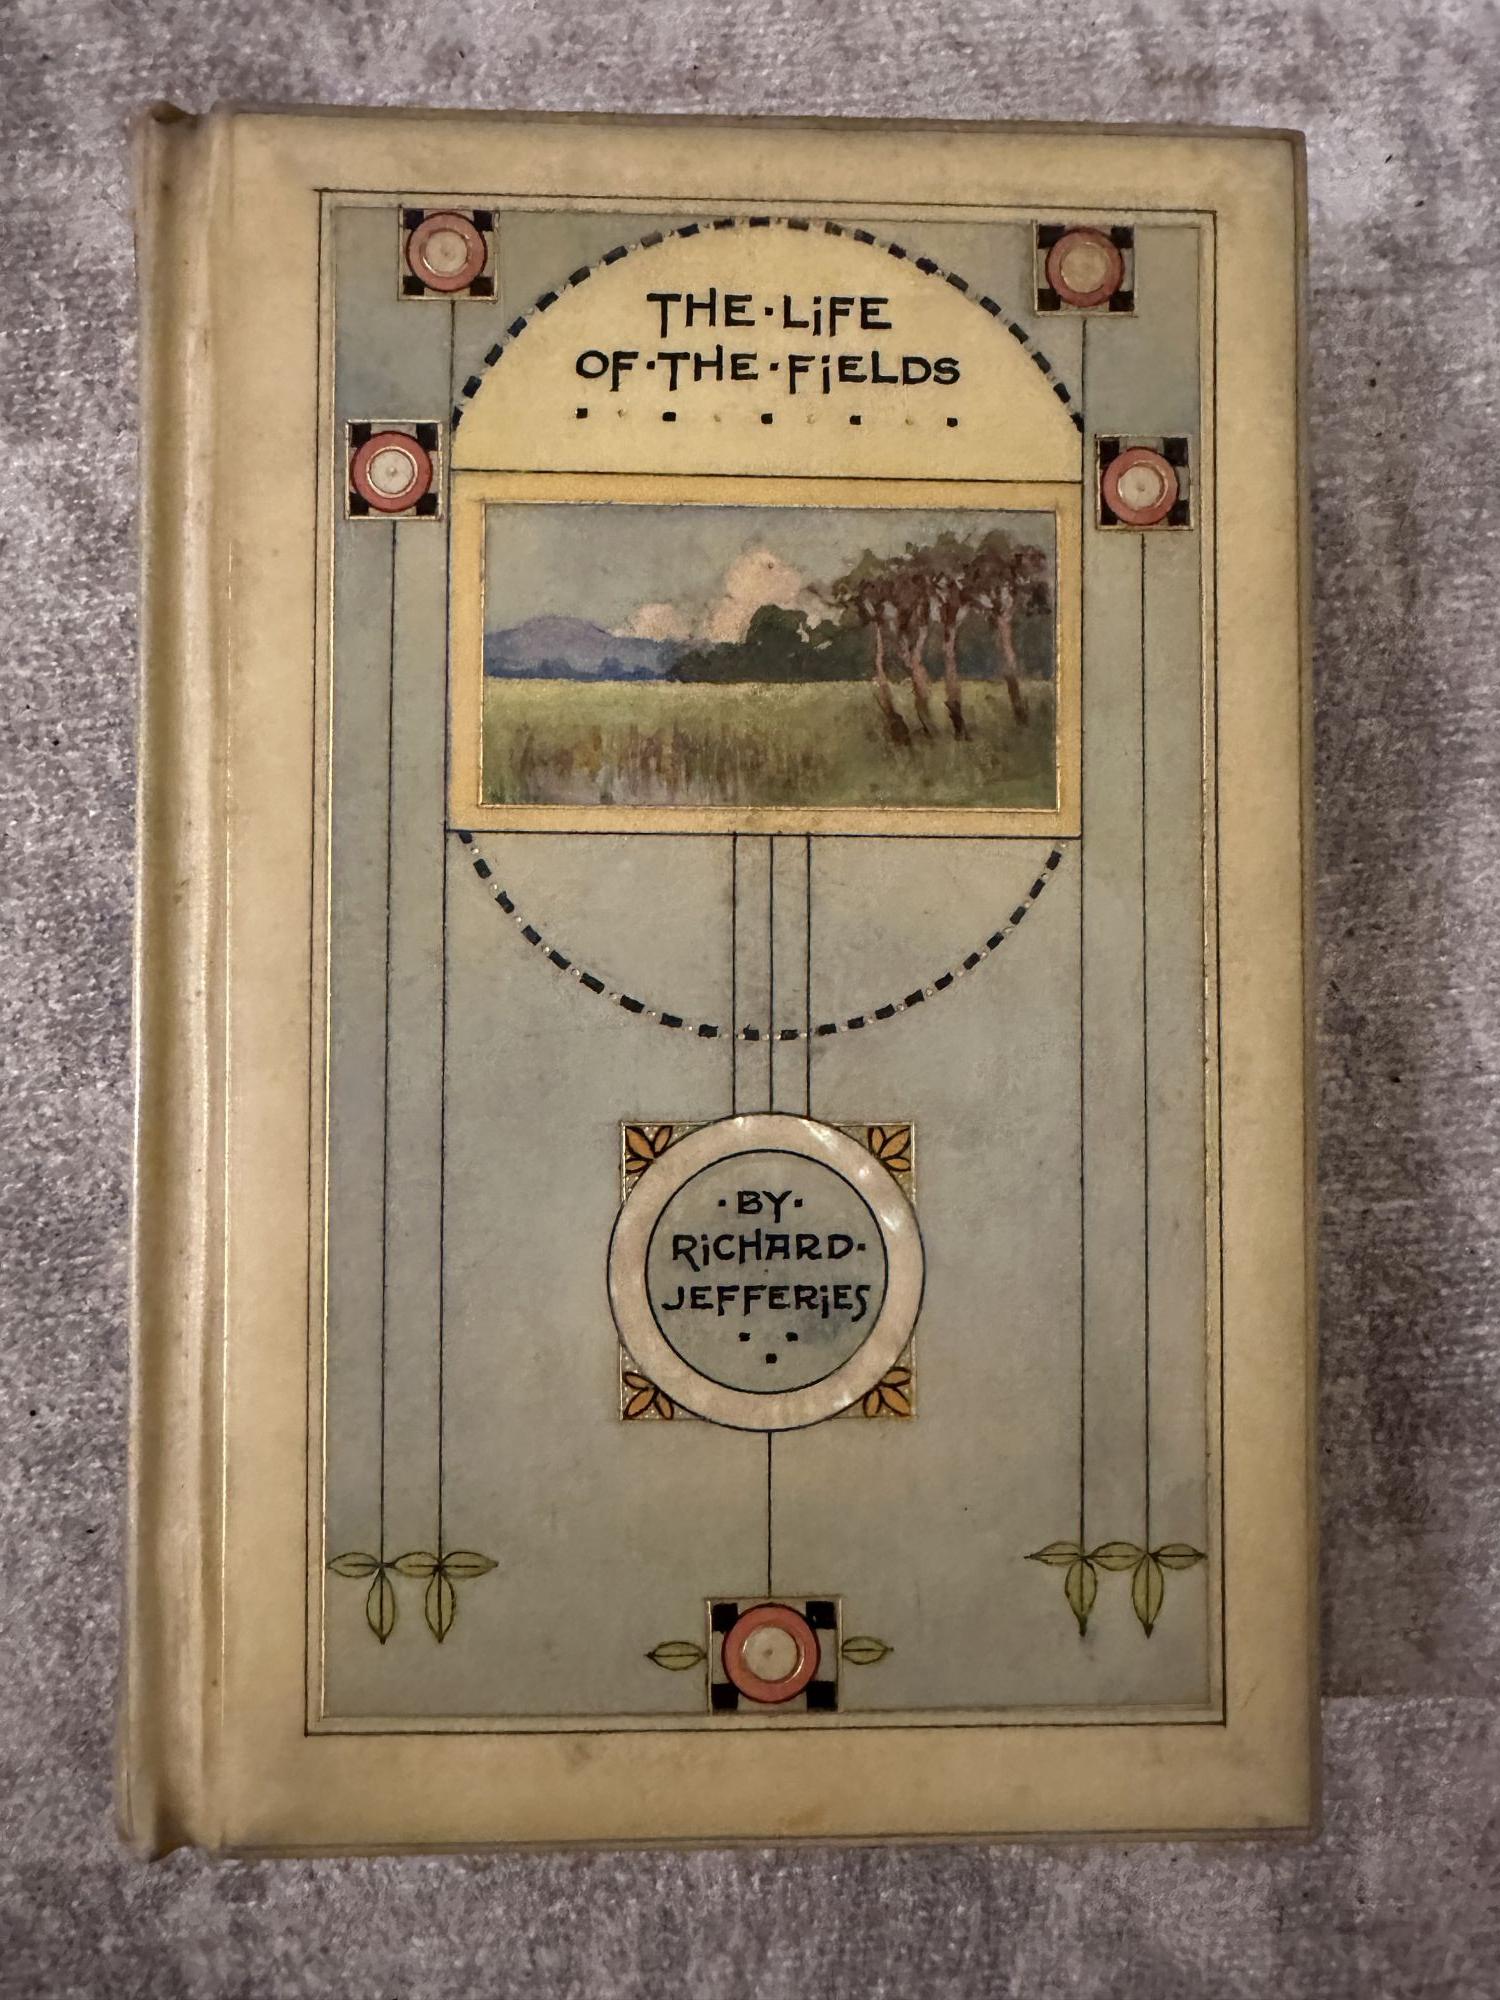 THE·LiFE
OF·THE·FiELDS
·BY·
RiCHARD·
JEFFERiES